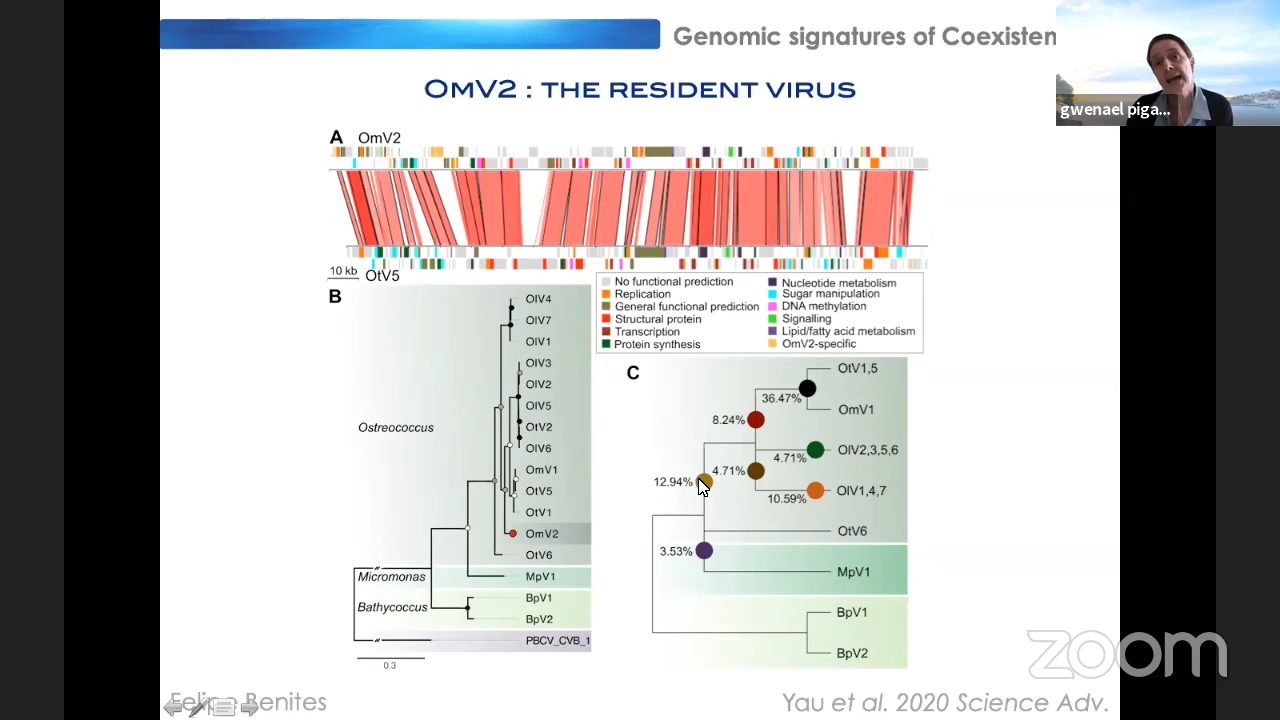 Genomic signatures of Coexisten
gwenael piga...
OMV2 : THE RESIDENT VIRUS
A OmV2
10 kb OtV5
No functional prediction
Replication
General functional prediction
Structural protein
Transcription
Protein synthesis
Nucleotide metabolism
Sugar manipulation
DNA methylation
Signalling
Lipid/fatty acid metabolism
OmV2-specific
B
OlV4
OlV7
OlV1
OlV3
OlV2
OlV5
Ostreococcus
OtV2
OlV6
OmV1
OtV5
OtV1
OmV2
OtV6
Micromonas
MpV1
BpV1
Bathycoccus
BpV2
PBCV_CVB_1
0.3
C
OtV1,5
36.47%
OmV1
8.24%
OlV2,3,5,6
4.71%
4.71%
12.94%
OlV1,4,7
10.59%
OtV6
3.53%
MpV1
BpV1
BpV2
zoom
Felipe Benites
Yau et al. 2020 Science Adv.